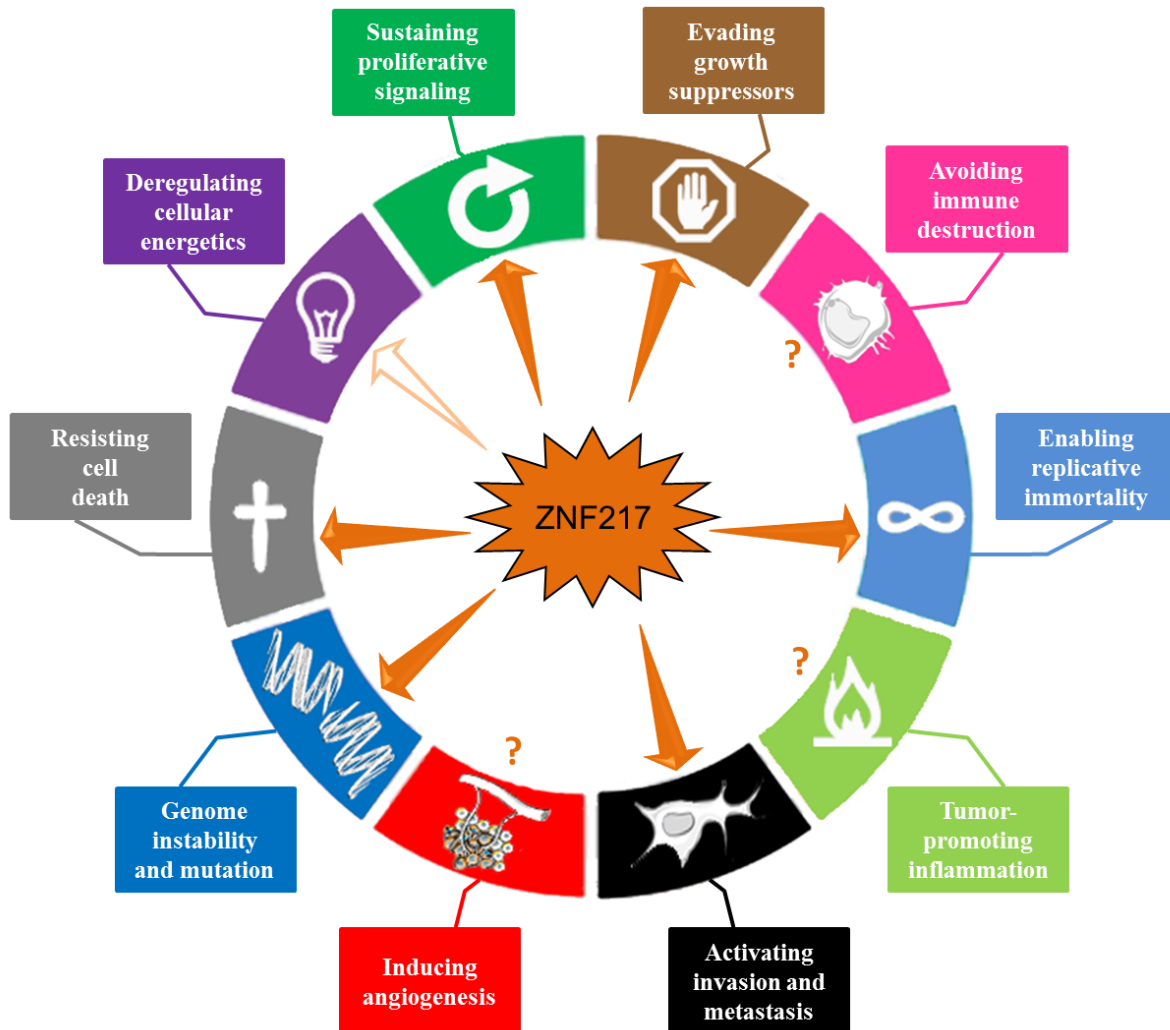 Sustaining
proliferative
signaling
Evading
growth
suppressors
Deregulating
cellular
energetics
Avoiding
immune
destruction
?
Resisting
cell
death
ZNF217
Enabling
replicative
immortality
?
?
Genome
instability
and mutation
Tumor-
promoting
inflammation
Inducing
angiogenesis
Activating
invasion and
metastasis